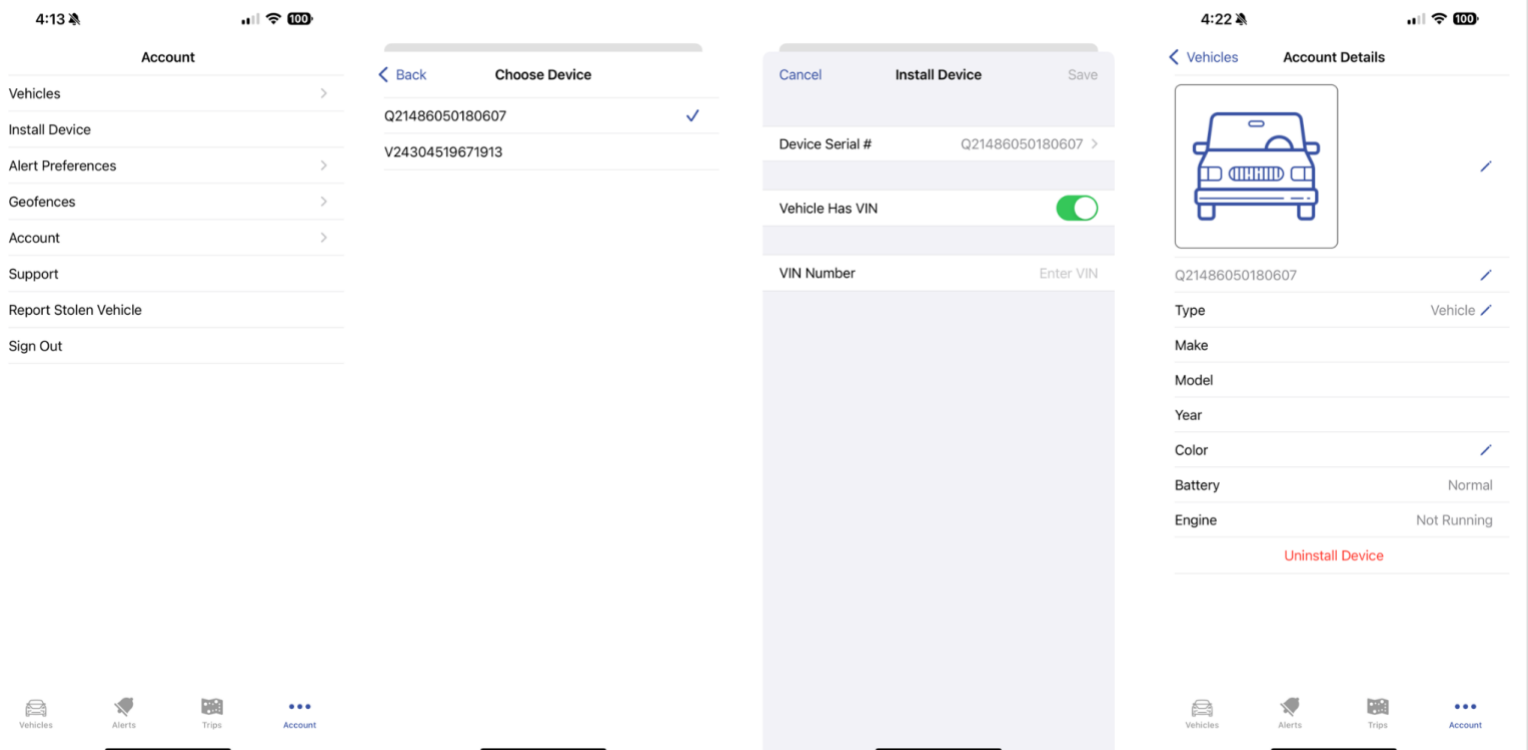 4:13
100
Account
Vehicles
Install Device
Alert Preferences
Geofences
Account
Support
Report Stolen Vehicle
Sign Out
Vehicles Alerts Trips Account
Back Choose Device
Q21486050180607
V24304519671913
Cancel Install Device Save
Device Serial # Q21486050180607
Vehicle Has VIN
VIN Number Enter VIN
4:22
100
Vehicles Account Details
Q21486050180607
Type Vehicle
Make
Model
Year
Color
Battery Normal
Engine Not Running
Uninstall Device
Vehicles Alerts Trips Account